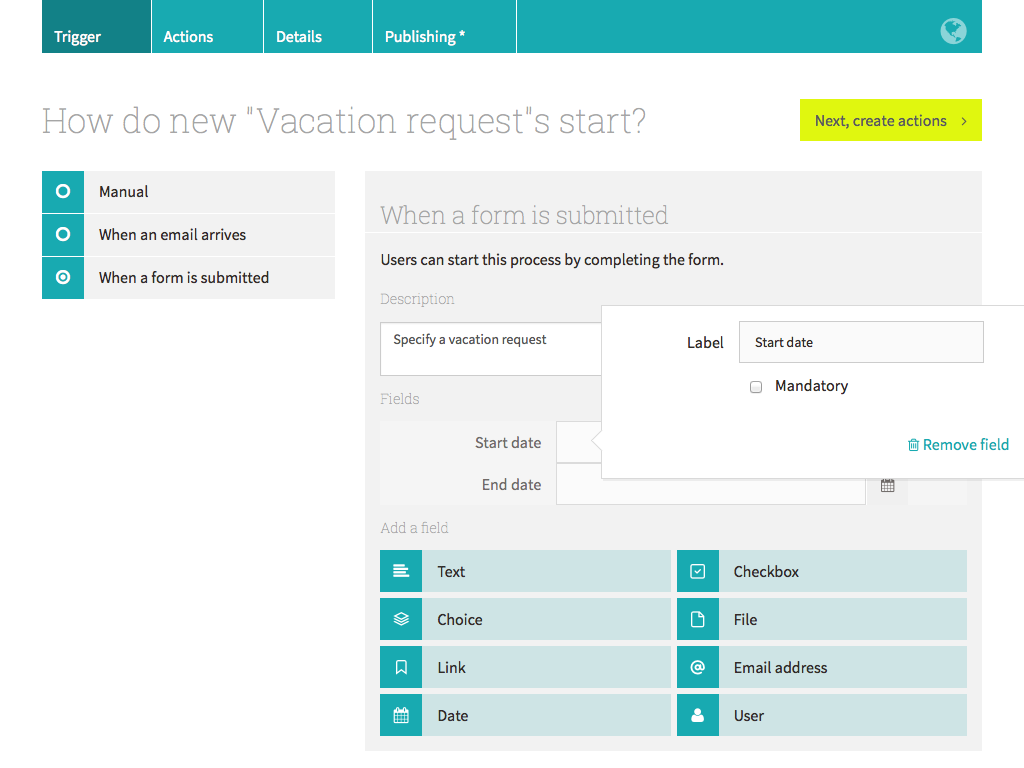 Trigger
Actions
Details
Publishing *
How do new "Vacation request"s start?
Next, create actions
Manual
When an email arrives
When a form is submitted
When a form is submitted
Users can start this process by completing the form.
Description
Specify a vacation request
Label
Start date
Mandatory
Remove field
Fields
Start date
End date
Add a field
Text
Checkbox
Choice
File
Link
Email address
Date
User